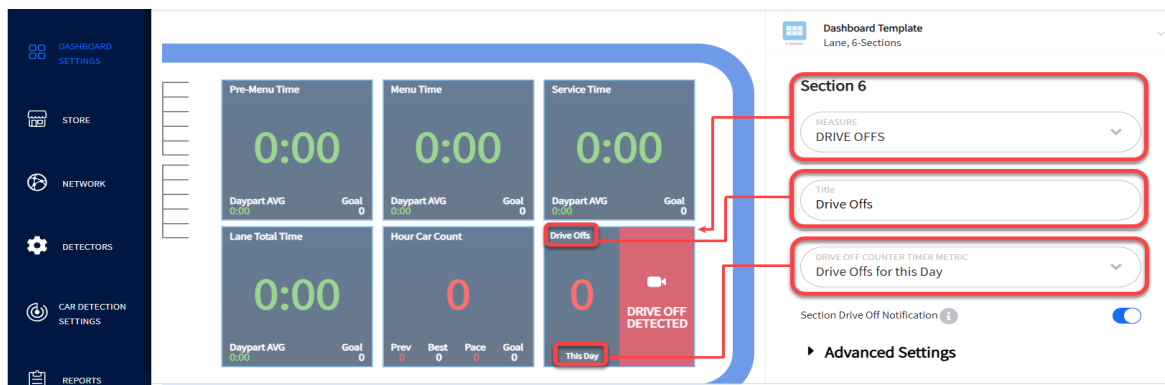 DASHBOARD
SETTINGS
STORE
NETWORK
DETECTORS
CAR DETECTION
SETTINGS
REPORTS
Pre-Menu Time
0:00
Daypart AVG Goal
0:00 0
Menu Time
0:00
Daypart AVG Goal
0:00 0
Service Time
0:00
Daypart AVG Goal
0:00 0
Lane Total Time
0:00
Daypart AVG Goal
0:00 0
Hour Car Count
0
Prev Best Pace Goal
0 0 0 0
Drive Offs
0
This Day
DRIVE OFF
DETECTED
Dashboard Template
Lane, 6-Sections
Section 6
MEASURE
DRIVE OFFS
Title
Drive Offs
DRIVE OFF COUNTER TIMER METRIC
Drive Offs for this Day
Section Drive Off Notification i
Advanced Settings